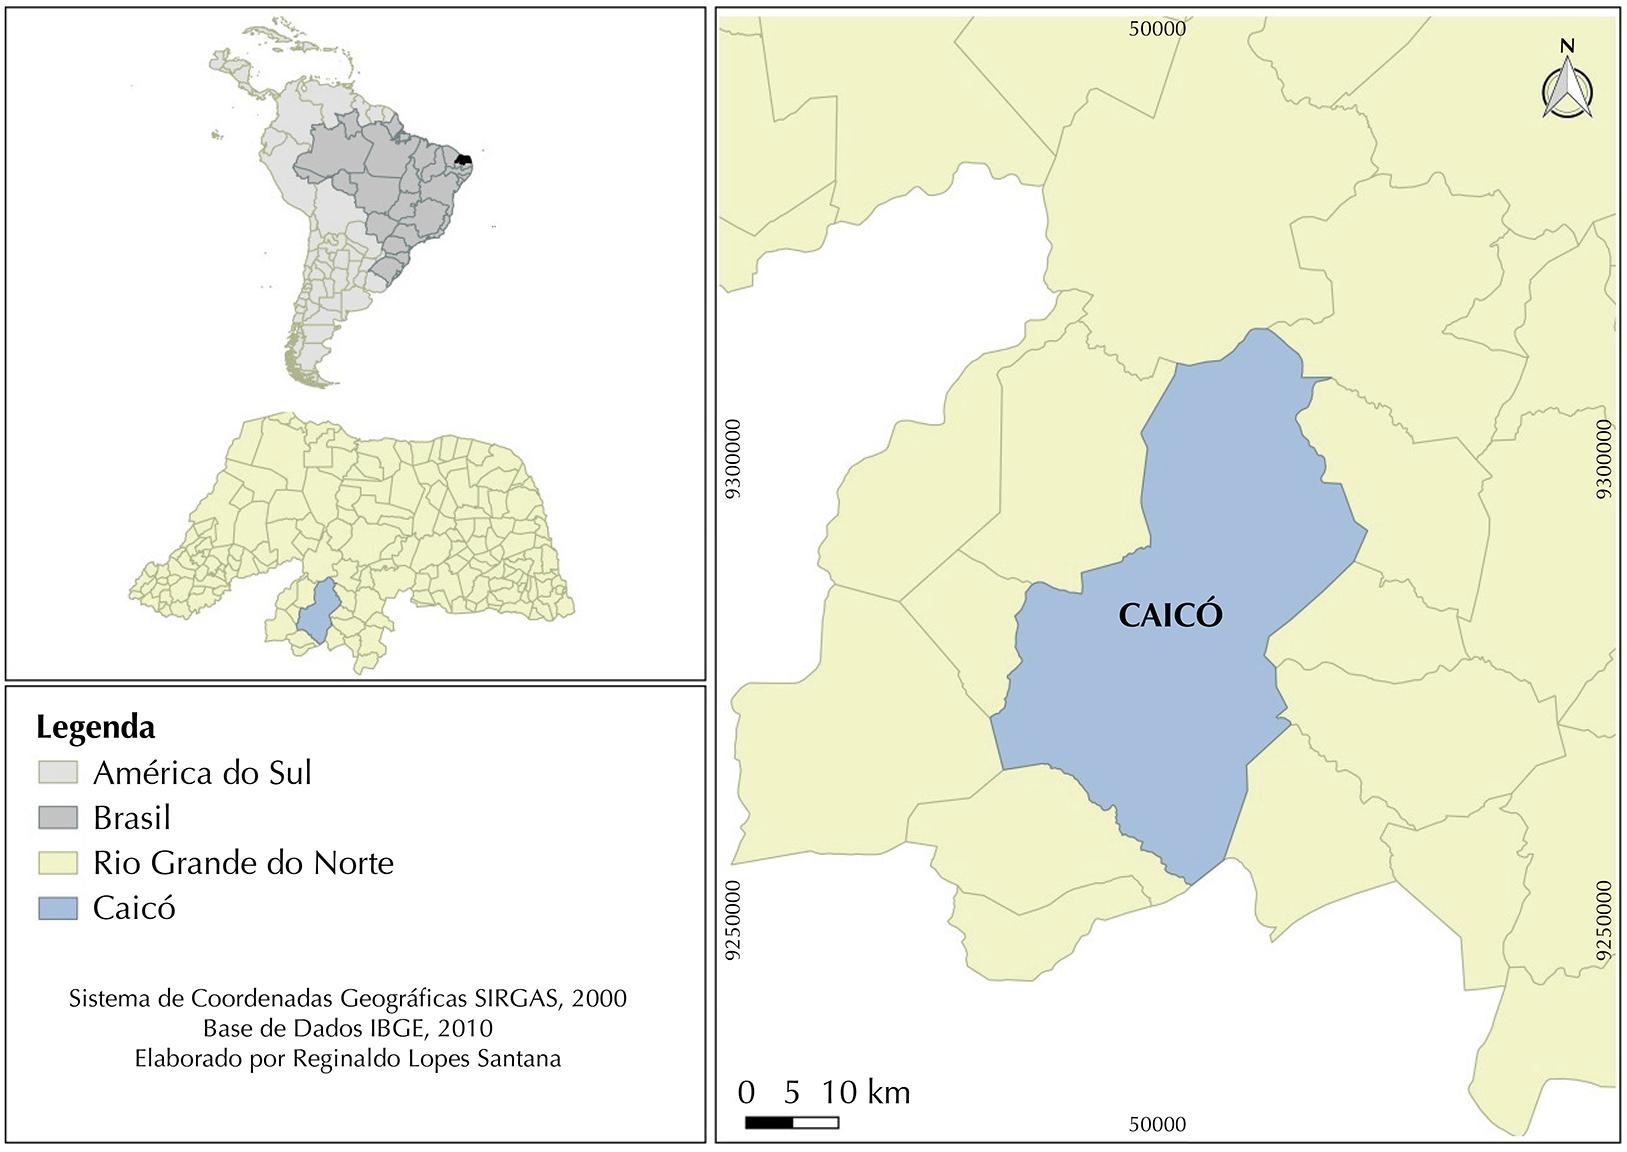 50000
N
9300000
9300000
CAICÓ
Legenda
América do Sul
Brasil
Rio Grande do Norte
Caicó
Sistema de Coordenadas Geográficas SIRGAS, 2000
Base de Dados IBGE, 2010
Elaborado por Reginaldo Lopes Santana
9250000
9250000
0 5 10 km
50000